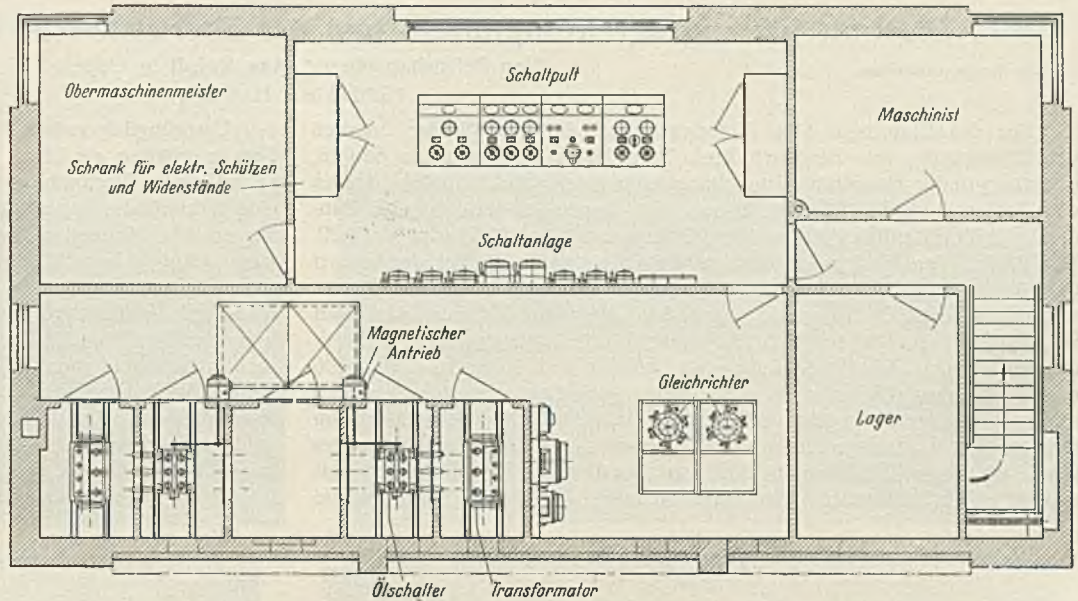 Obermaschinenmeister
Schaltpult
Maschinist
Schrank für elektr. Schützen
und Widerstände
Schaltanlage
Magnetischer
Antrieb
Gleichrichter
Lager
Ölschalter
Transformator